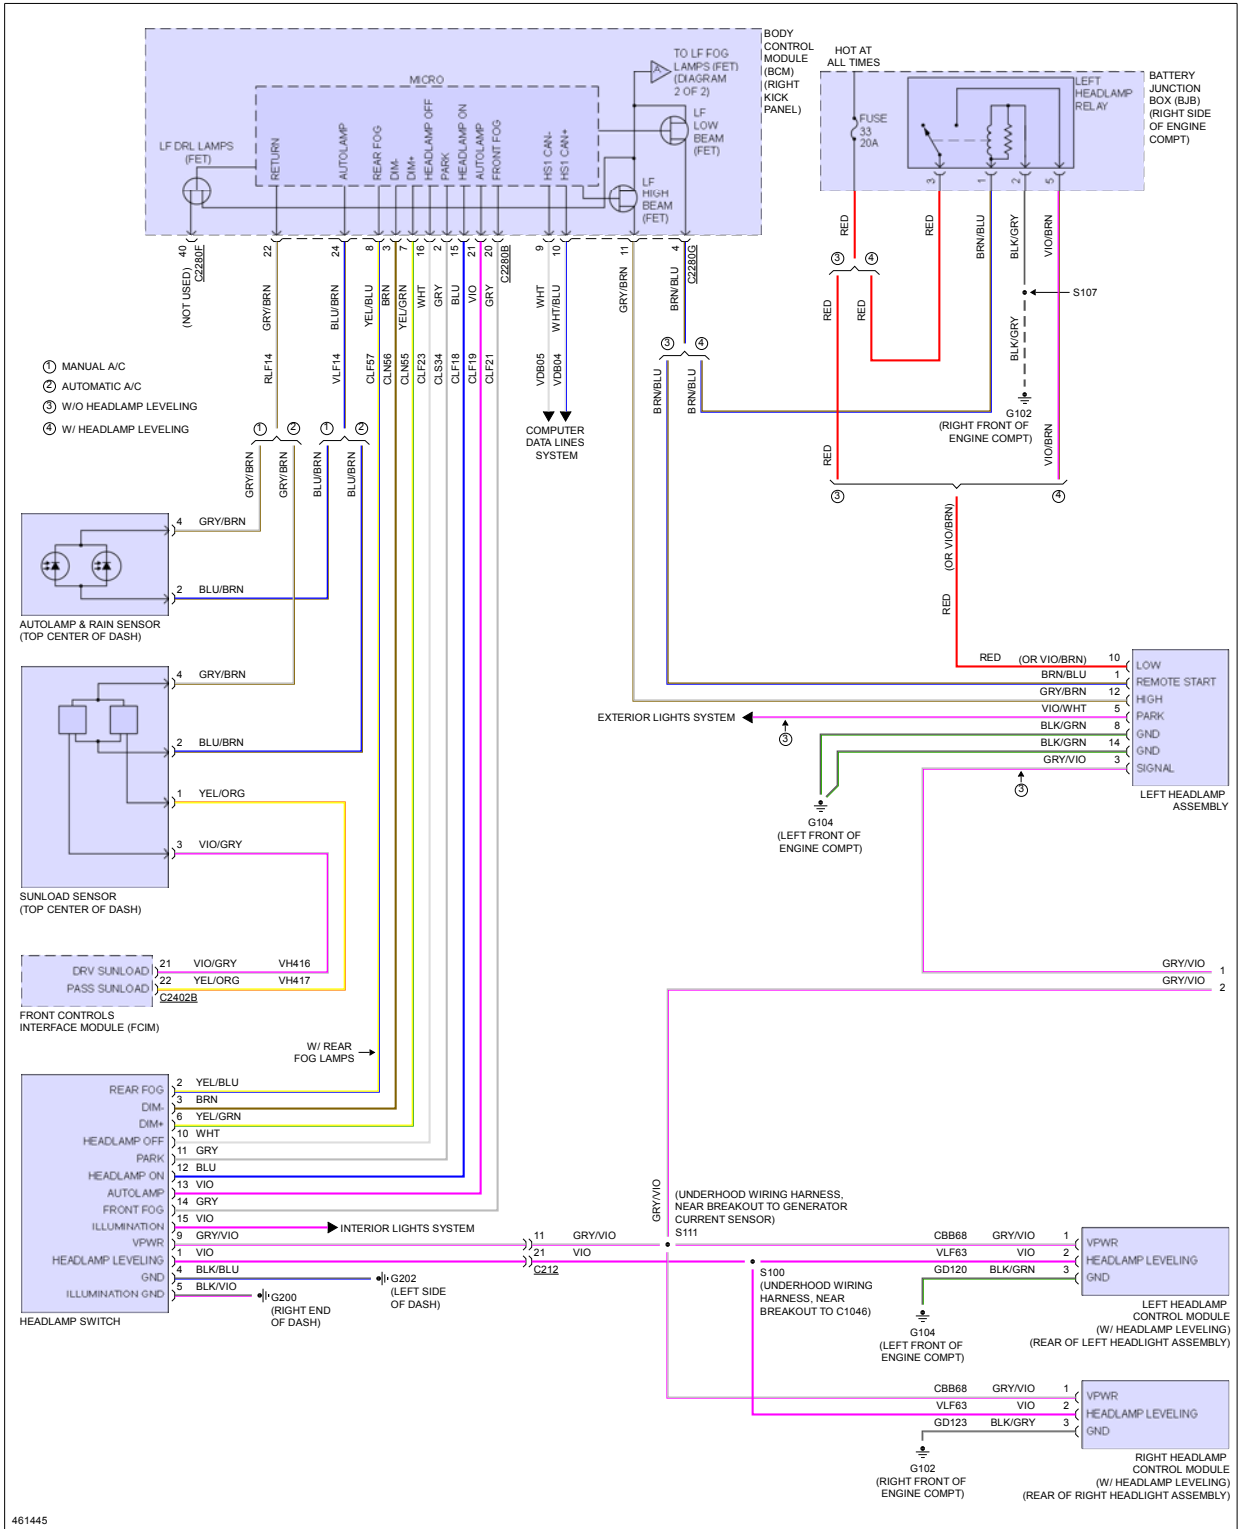 BODY
CONTROL
MODULE
(BCM)
(RIGHT
KICK
PANEL)
TO LF FOG
LAMPS (FET)
(DIAGRAM
2 OF 2)
A
MICRO
LF DRL LAMPS
(FET)
RETURN
AUTOLAMP
REAR FOG
DIM-
DIM+
HEADLAMP OFF
PARK
HEADLAMP ON
AUTOLAMP
FRONT FOG
HS1 CAN-
HS1 CAN+
LF
LOW
BEAM
(FET)
LF
HIGH
BEAM
(FET)
HOT AT
ALL TIMES
FUSE
33
20A
LEFT
HEADLAMP
RELAY
BATTERY
JUNCTION
BOX (BJB)
(RIGHT SIDE
OF ENGINE
COMPT)
3
1
2
5
RED
RED
BRN/BLU
BLK/GRY
VIO/BRN
40
C2280F
(NOT USED)
22
24
8
3
7
16
2
15
21
20
C2280B
9
10
11
4
C2280G
GRY/BRN
BLU/BRN
YEL/BLU
BRN
YEL/GRN
WHT
GRY
BLU
VIO
GRY
WHT
WHT/BLU
GRY/BRN
BRN/BLU
RLF14
VLF14
CLF57
CLN56
CLN55
CLF23
CLS34
CLF18
CLF19
CLF21
VDB05
VDB04
3
4
RED
RED
S107
BLK/GRY
G102
(RIGHT FRONT OF
ENGINE COMPT)
1 MANUAL A/C
2 AUTOMATIC A/C
3 W/O HEADLAMP LEVELING
4 W/ HEADLAMP LEVELING
3
4
BRN/BLU
BRN/BLU
COMPUTER
DATA LINES
SYSTEM
RED
VIO/BRN
3
4
1
2
1
2
GRY/BRN
GRY/BRN
BLU/BRN
BLU/BRN
(OR VIO/BRN)
RED
4 GRY/BRN
2 BLU/BRN
AUTOLAMP & RAIN SENSOR
(TOP CENTER OF DASH)
4 GRY/BRN
2 BLU/BRN
1 YEL/ORG
3 VIO/GRY
SUNLOAD SENSOR
(TOP CENTER OF DASH)
RED (OR VIO/BRN) 10 LOW
BRN/BLU 1 REMOTE START
GRY/BRN 12 HIGH
EXTERIOR LIGHTS SYSTEM VIO/WHT 5 PARK
3
BLK/GRN 8 GND
BLK/GRN 14 GND
GRY/VIO 3 SIGNAL
3
LEFT HEADLAMP
ASSEMBLY
G104
(LEFT FRONT OF
ENGINE COMPT)
DRV SUNLOAD 21 VIO/GRY VH416
PASS SUNLOAD 22 YEL/ORG VH417
C2402B
FRONT CONTROLS
INTERFACE MODULE (FCIM)
GRY/VIO 1
GRY/VIO 2
W/ REAR
FOG LAMPS
REAR FOG 2 YEL/BLU
DIM- 3 BRN
DIM+ 6 YEL/GRN
HEADLAMP OFF 10 WHT
PARK 11 GRY
HEADLAMP ON 12 BLU
AUTOLAMP 13 VIO
FRONT FOG 14 GRY
ILLUMINATION 15 VIO
INTERIOR LIGHTS SYSTEM
VPWR 9 GRY/VIO
HEADLAMP LEVELING 1 VIO
GND 4 BLK/BLU
ILLUMINATION GND 5 BLK/VIO
HEADLAMP SWITCH
G202
(LEFT SIDE
OF DASH)
G200
(RIGHT END
OF DASH)
11 GRY/VIO
21 VIO
C212
GRY/VIO
(UNDERHOOD WIRING HARNESS,
NEAR BREAKOUT TO GENERATOR
CURRENT SENSOR)
S111
S100
(UNDERHOOD WIRING
HARNESS, NEAR
BREAKOUT TO C1046)
CBB68 GRY/VIO 1 VPWR
VLF63 VIO 2 HEADLAMP LEVELING
GD120 BLK/GRN 3 GND
G104
(LEFT FRONT OF
ENGINE COMPT)
LEFT HEADLAMP
CONTROL MODULE
(W/ HEADLAMP LEVELING)
(REAR OF LEFT HEADLIGHT ASSEMBLY)
CBB68 GRY/VIO 1 VPWR
VLF63 VIO 2 HEADLAMP LEVELING
GD123 BLK/GRY 3 GND
G102
(RIGHT FRONT OF
ENGINE COMPT)
RIGHT HEADLAMP
CONTROL MODULE
(W/ HEADLAMP LEVELING)
(REAR OF RIGHT HEADLIGHT ASSEMBLY)
461445